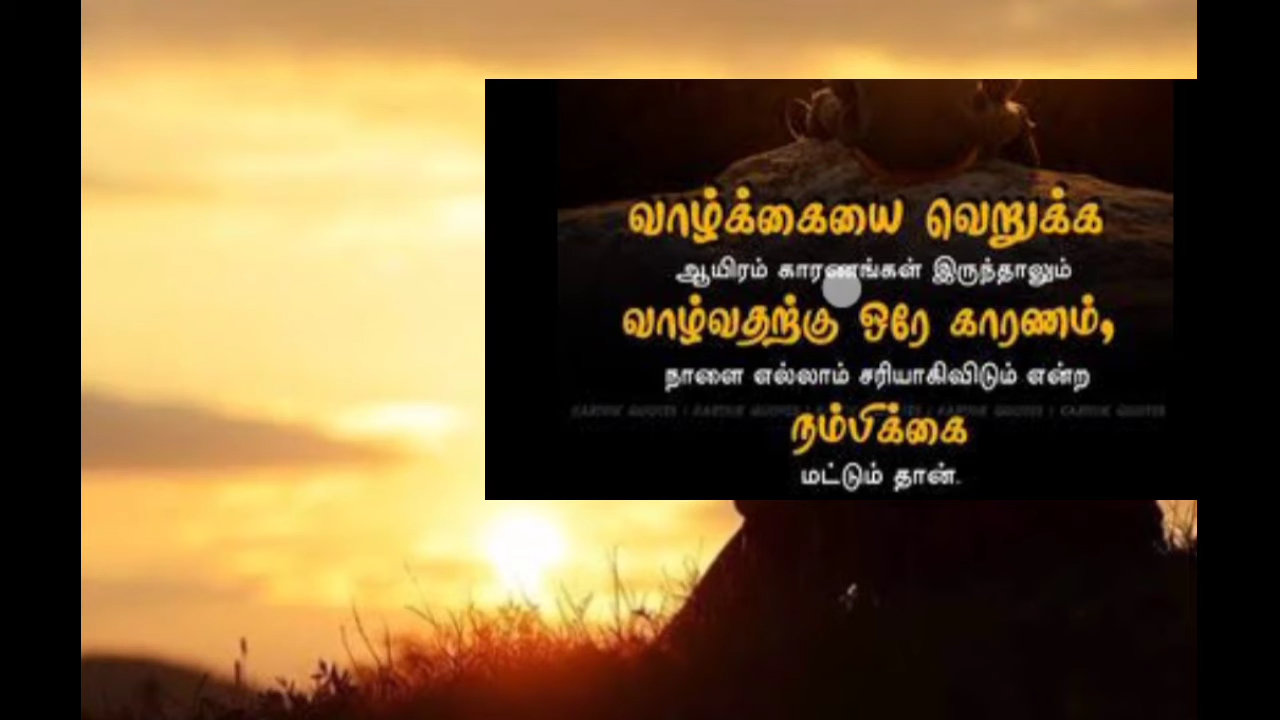 வாழ்க்கையை வெறுக்க
ஆயிரம் காரணங்கள் இருந்தாலும்
வாழ்வதற்கு ஒரே காரணம்,
நாளை எல்லாம் சரியாகிவிடும் என்ற
நம்பிக்கை
மட்டும் தான்.